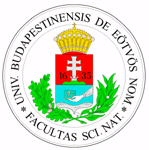 UNIV. BUDAPESTINENSIS DE EÖTVÖS NOM.
* FACULTAS SCI. NAT. *
16 35